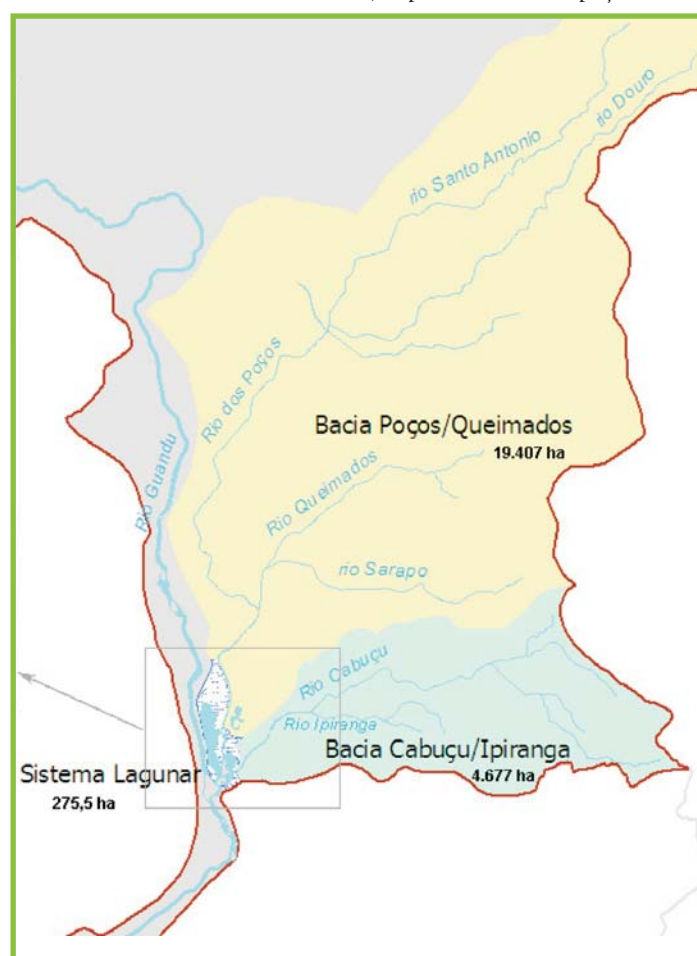 rio Douro
rio Santo Antonio
Rio dos Poços
Bacia Poços/Queimados
19.407 ha
Rio Guandu
Rio Queimados
rio Sarapo
Rio Cabuçu
Rio Ipiranga
Bacia Cabuçu/Ipiranga
4.677 ha
Sistema Lagunar
275,5 ha